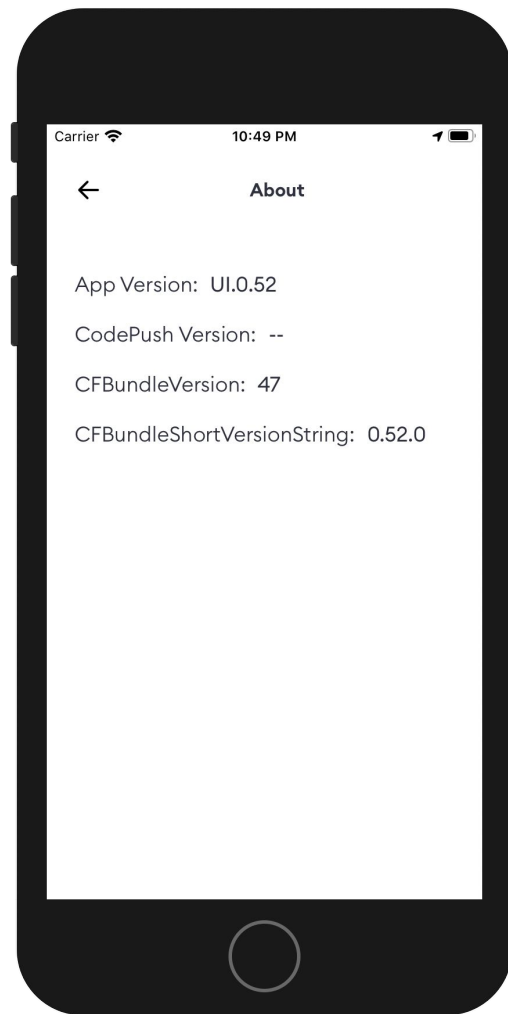 Carrier 10:49 PM
About
App Version: UI.0.52
CodePush Version: --
CFBundleVersion: 47
CFBundleShortVersionString: 0.52.0